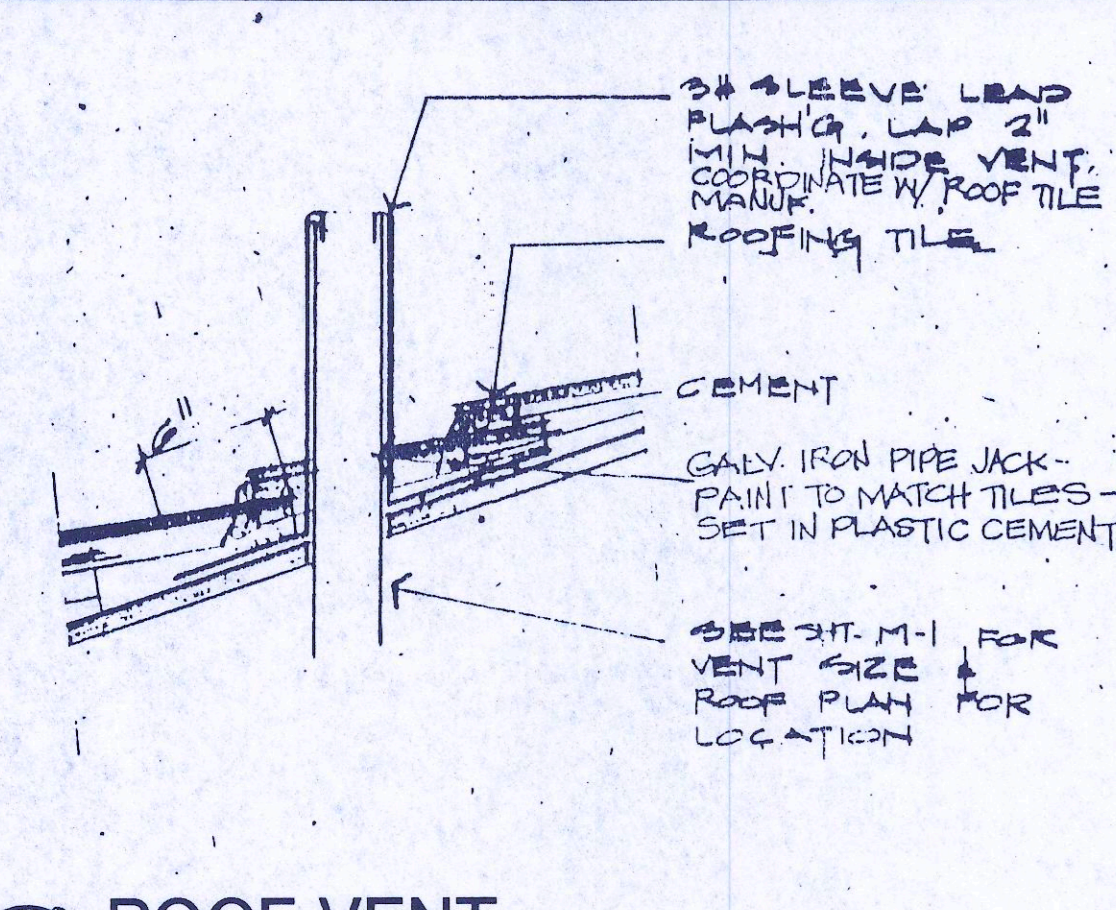 3# SLEEVE LEAD
FLASH'G. LAP 2"
MIN. INSIDE VENT.
COORDINATE W/ ROOF TILE
MANUF.
ROOFING TILE
CEMENT
6"
GALV. IRON PIPE JACK-
PAINT TO MATCH TILES -
SET IN PLASTIC CEMENT
SEE SHT. M-1 FOR
VENT SIZE &
ROOF PLAN FOR
LOCATION
ROOF VENT